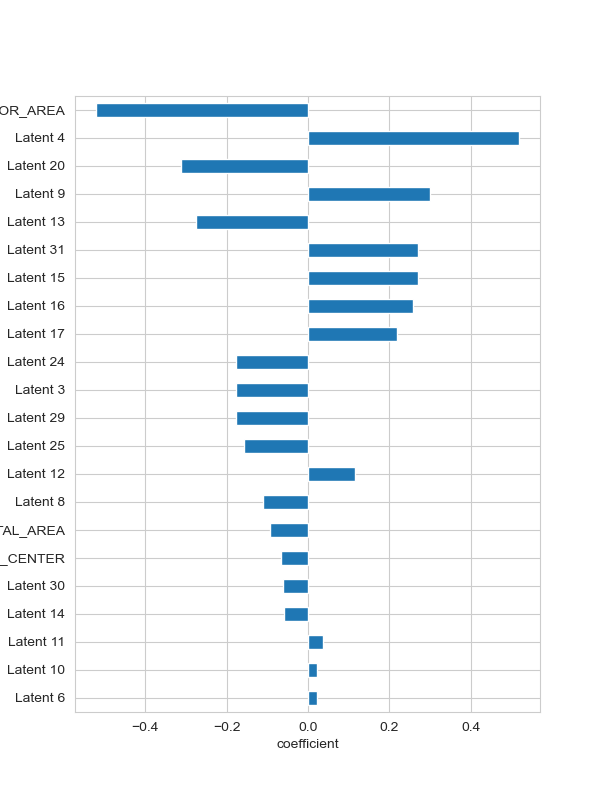 OR_AREA
Latent 4
Latent 20
Latent 9
Latent 13
Latent 31
Latent 15
Latent 16
Latent 17
Latent 24
Latent 3
Latent 29
Latent 25
Latent 12
Latent 8
TAL_AREA
_CENTER
Latent 30
Latent 14
Latent 11
Latent 10
Latent 6
−0.4 −0.2 0.0 0.2 0.4
coefficient